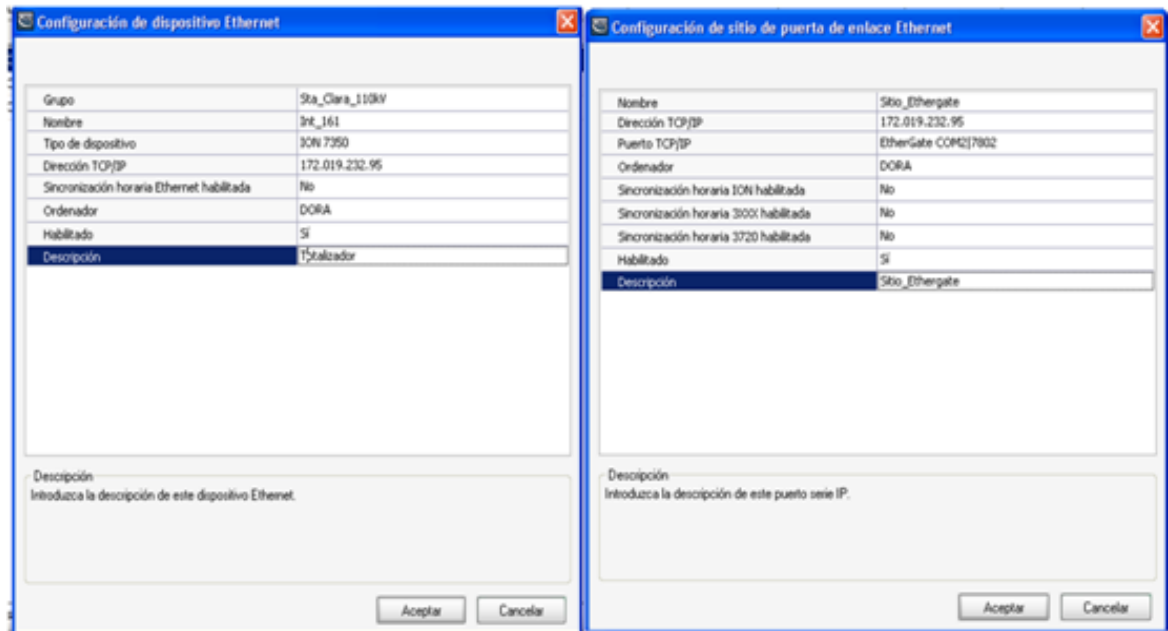 Configuración de dispositivo Ethernet
Grupo Sta_Clara_110kV
Nombre Int_161
Tipo de dispositivo ION 7350
Dirección TCP/IP 172.019.232.95
Sincronización horaria Ethernet habilitada No
Ordenador DORA
Habilitado Sí
Descripción Totalizador
Descripción
Introduzca la descripción de este dispositivo Ethernet.
Aceptar Cancelar
Configuración de sitio de puerta de enlace Ethernet
Nombre Sitio_Ethergate
Dirección TCP/IP 172.019.232.95
Puerto TCP/IP EtherGate COM2|7802
Ordenador DORA
Sincronización horaria ION habilitada No
Sincronización horaria 3XXX habilitada No
Sincronización horaria 3720 habilitada No
Habilitado Sí
Descripción Sitio_Ethergate
Descripción
Introduzca la descripción de este puerto serie IP.
Aceptar Cancelar